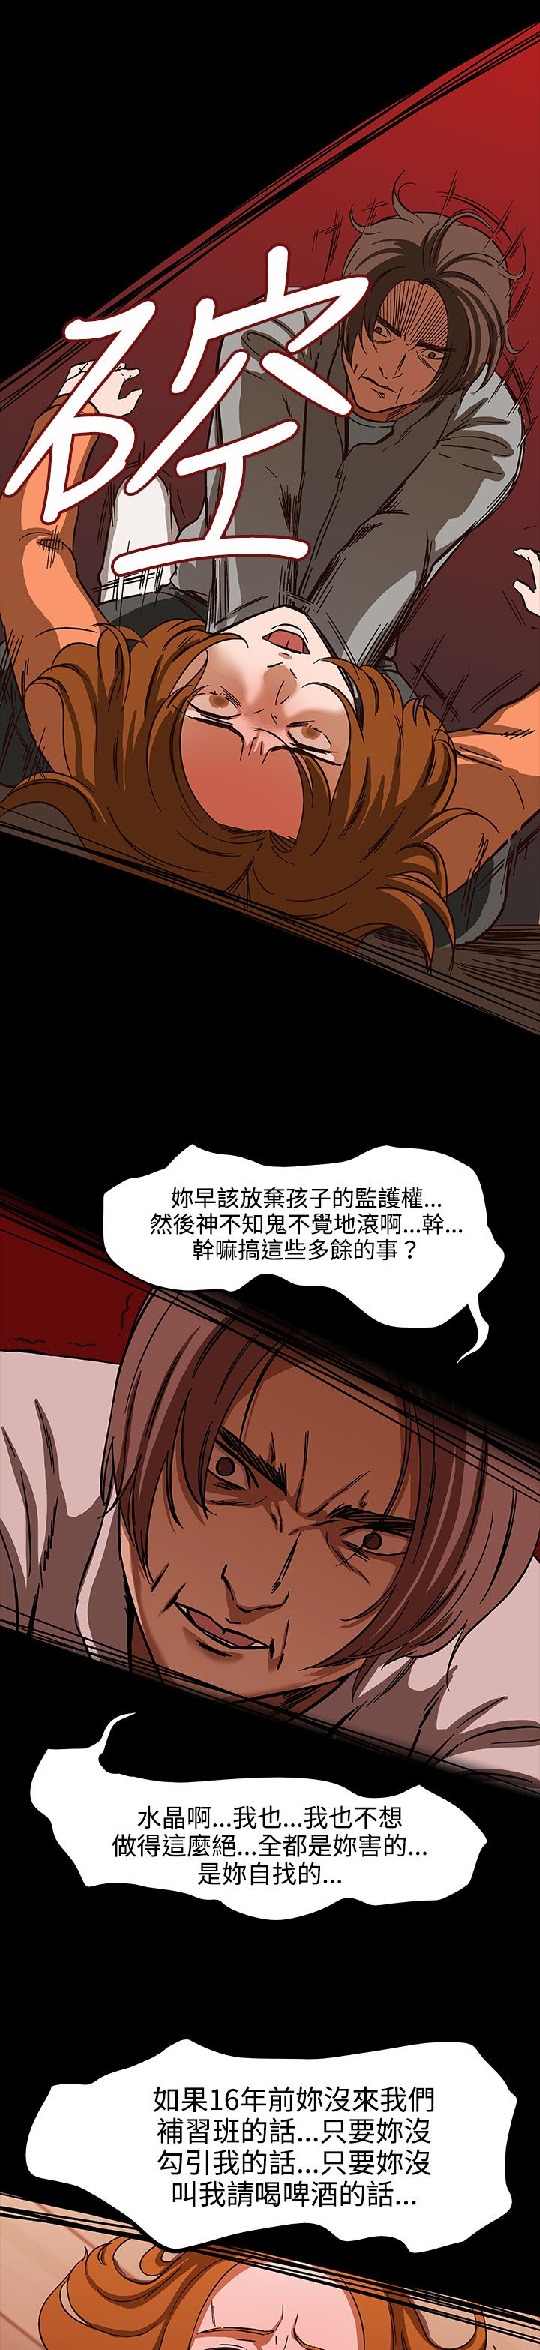 砰
妳早該放棄孩子的監護權...
然後神不知鬼不覺地滾啊...幹...
幹嘛搞這些多餘的事？
水晶啊...我也...我也不想
做得這麼絕...全都是妳害的...
是妳自找的...
如果16年前妳沒來我們
補習班的話...只要妳沒
勾引我的話...只要妳沒
叫我請喝啤酒的話...